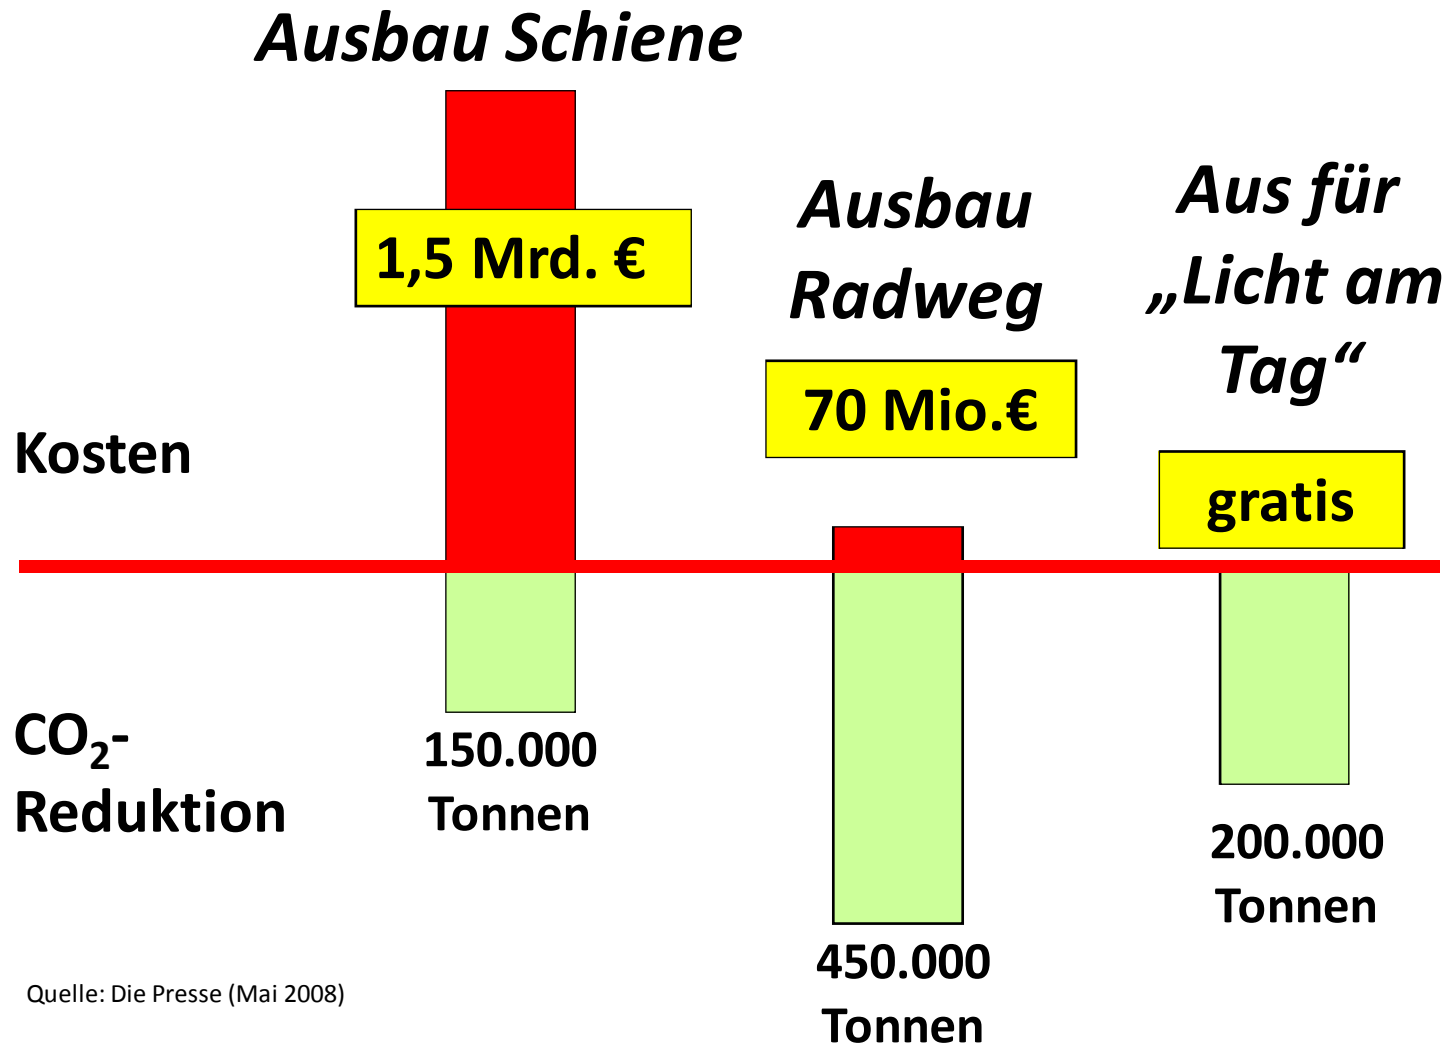 Ausbau Schiene
1,5 Mrd. €
Ausbau
Radweg
70 Mio.€
Aus für
„Licht am
Tag“
gratis
Kosten
CO₂-
Reduktion
150.000
Tonnen
450.000
Tonnen
200.000
Tonnen
Quelle: Die Presse (Mai 2008)